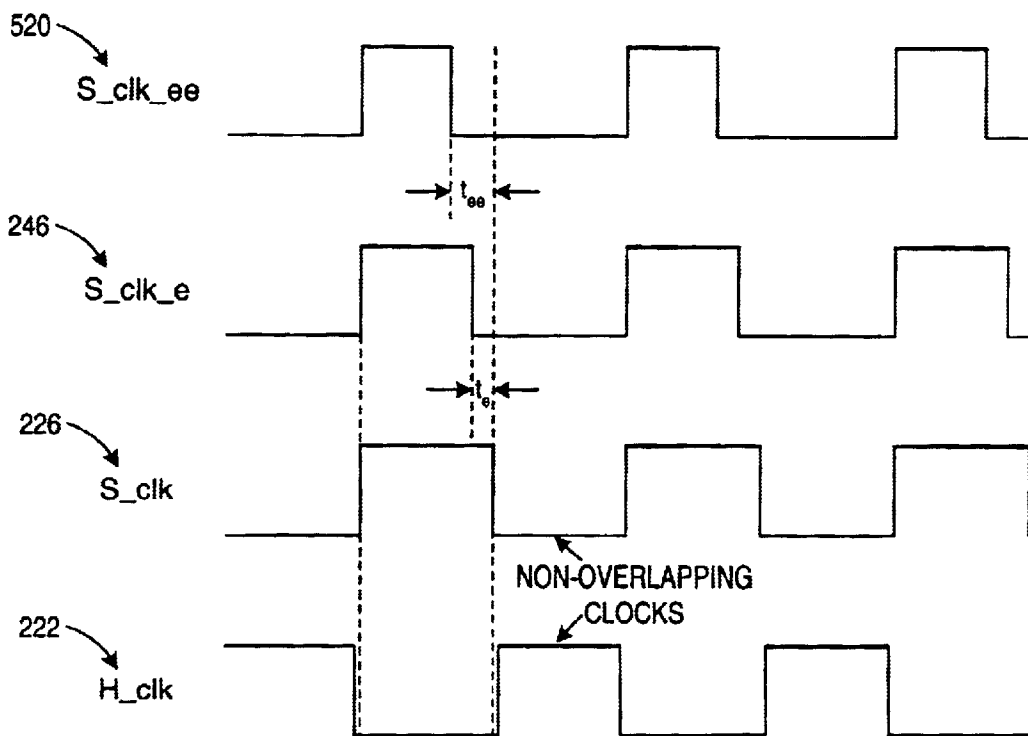 520
S_clk_ee
t_ee
246
S_clk_e
t_e
226
S_clk
NON-OVERLAPPING
CLOCKS
222
H_clk